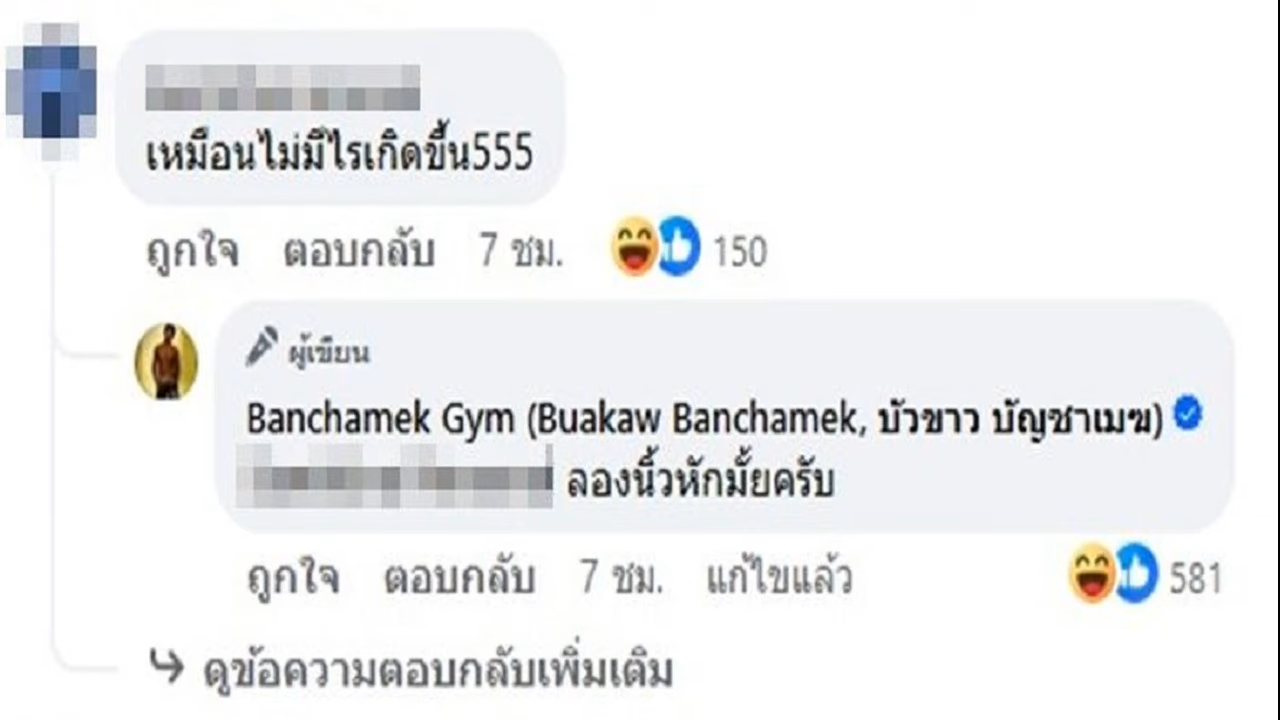 เหมือนไม่มีไรเกิดขึ้น555
ถูกใจ ตอบกลับ 7 ชม. 150
ผู้เขียน
Banchamek Gym (Buakaw Banchamek, บัวขาว บัญชาเมฆ)
ลองนิ้วหักมั้ยครับ
ถูกใจ ตอบกลับ 7 ชม. แก้ไขแล้ว 581
ดูข้อความตอบกลับเพิ่มเติม